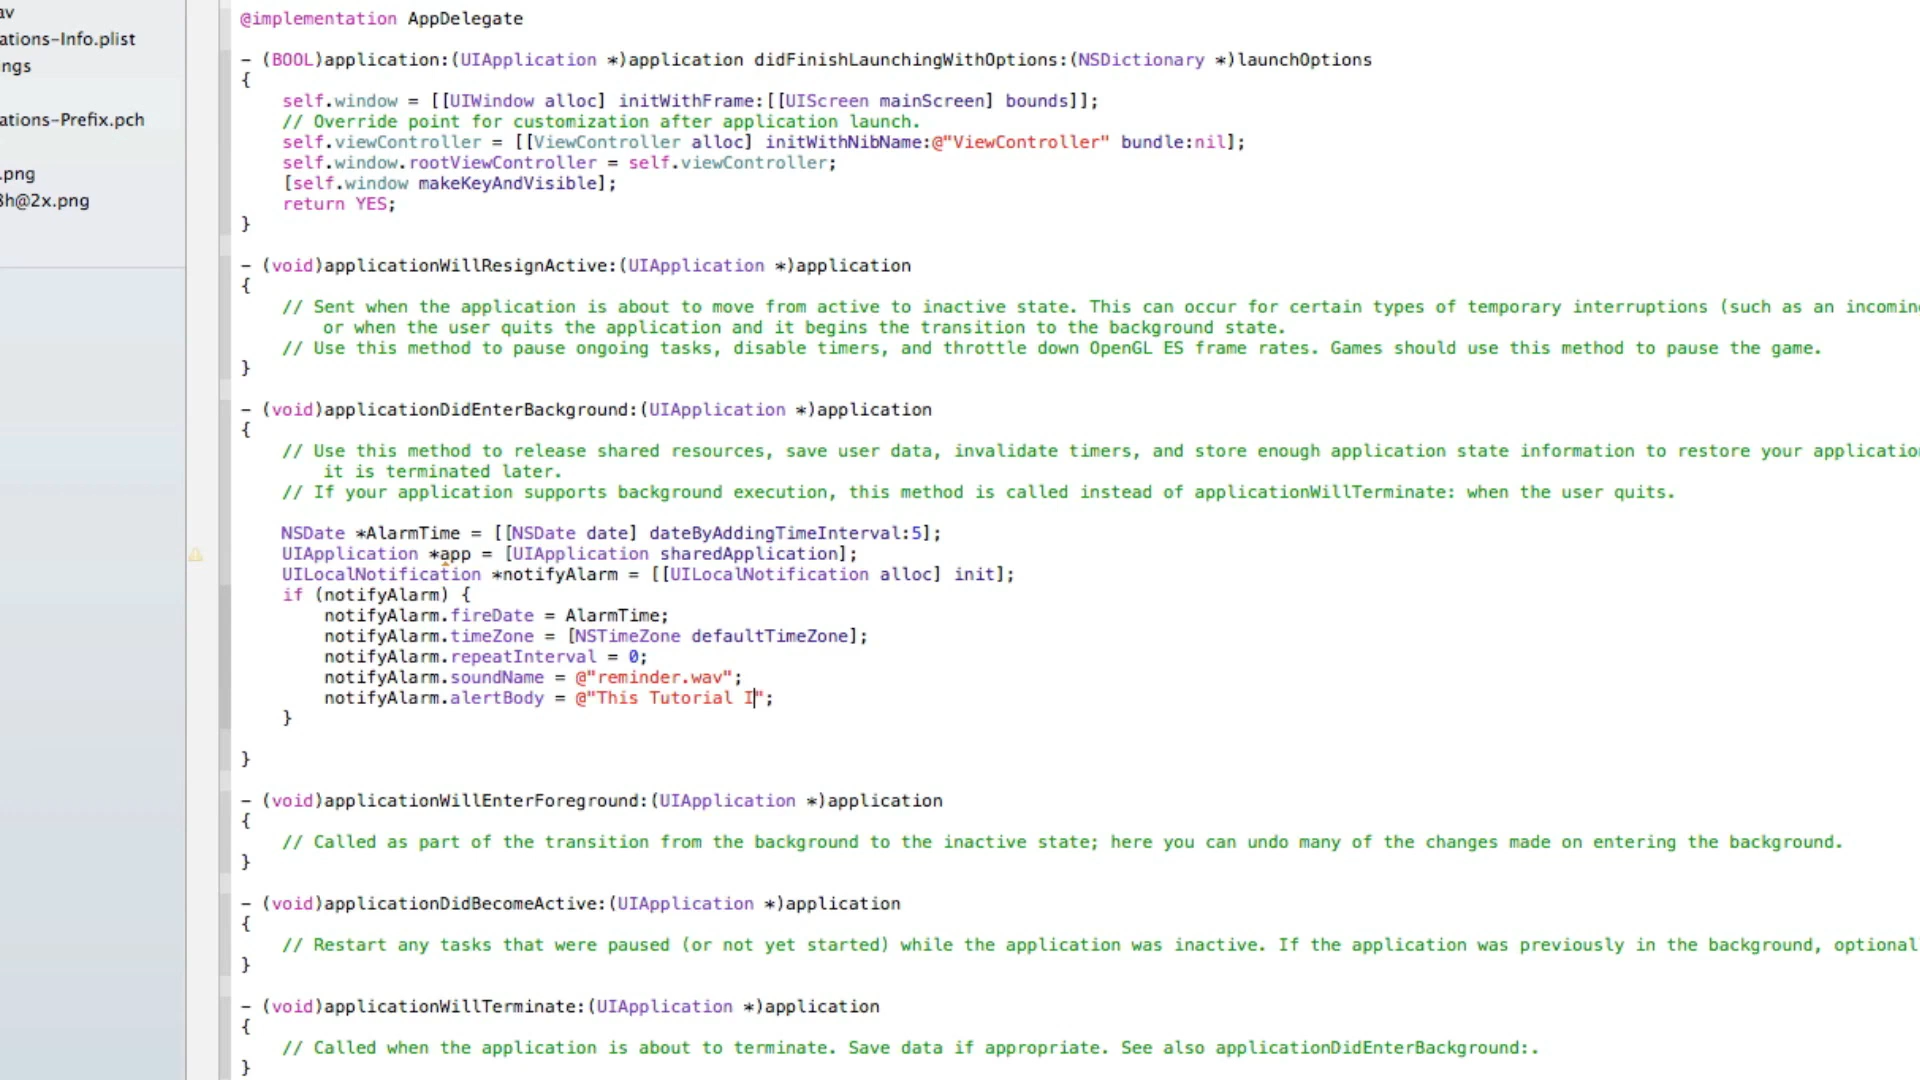 av
ations-Info.plist
ngs
ations-Prefix.pch
.png
8h@2x.png
@implementation AppDelegate
- (BOOL)application:(UIApplication *)application didFinishLaunchingWithOptions:(NSDictionary *)launchOptions
{
self.window = [[UIWindow alloc] initWithFrame:[[UIScreen mainScreen] bounds]];
// Override point for customization after application launch.
self.viewController = [[ViewController alloc] initWithNibName:@"ViewController" bundle:nil];
self.window.rootViewController = self.viewController;
[self.window makeKeyAndVisible];
return YES;
}
- (void)applicationWillResignActive:(UIApplication *)application
{
// Sent when the application is about to move from active to inactive state. This can occur for certain types of temporary interruptions (such as an incoming
or when the user quits the application and it begins the transition to the background state.
// Use this method to pause ongoing tasks, disable timers, and throttle down OpenGL ES frame rates. Games should use this method to pause the game.
}
- (void)applicationDidEnterBackground:(UIApplication *)application
{
// Use this method to release shared resources, save user data, invalidate timers, and store enough application state information to restore your application
it is terminated later.
// If your application supports background execution, this method is called instead of applicationWillTerminate: when the user quits.
NSDate *AlarmTime = [[NSDate date] dateByAddingTimeInterval:5];
UIApplication *app = [UIApplication sharedApplication];
UILocalNotification *notifyAlarm = [[UILocalNotification alloc] init];
if (notifyAlarm) {
notifyAlarm.fireDate = AlarmTime;
notifyAlarm.timeZone = [NSTimeZone defaultTimeZone];
notifyAlarm.repeatInterval = 0;
notifyAlarm.soundName = @"reminder.wav";
notifyAlarm.alertBody = @"This Tutorial I";
}
}
- (void)applicationWillEnterForeground:(UIApplication *)application
{
// Called as part of the transition from the background to the inactive state; here you can undo many of the changes made on entering the background.
}
- (void)applicationDidBecomeActive:(UIApplication *)application
{
// Restart any tasks that were paused (or not yet started) while the application was inactive. If the application was previously in the background, optional
}
- (void)applicationWillTerminate:(UIApplication *)application
{
// Called when the application is about to terminate. Save data if appropriate. See also applicationDidEnterBackground:.
}